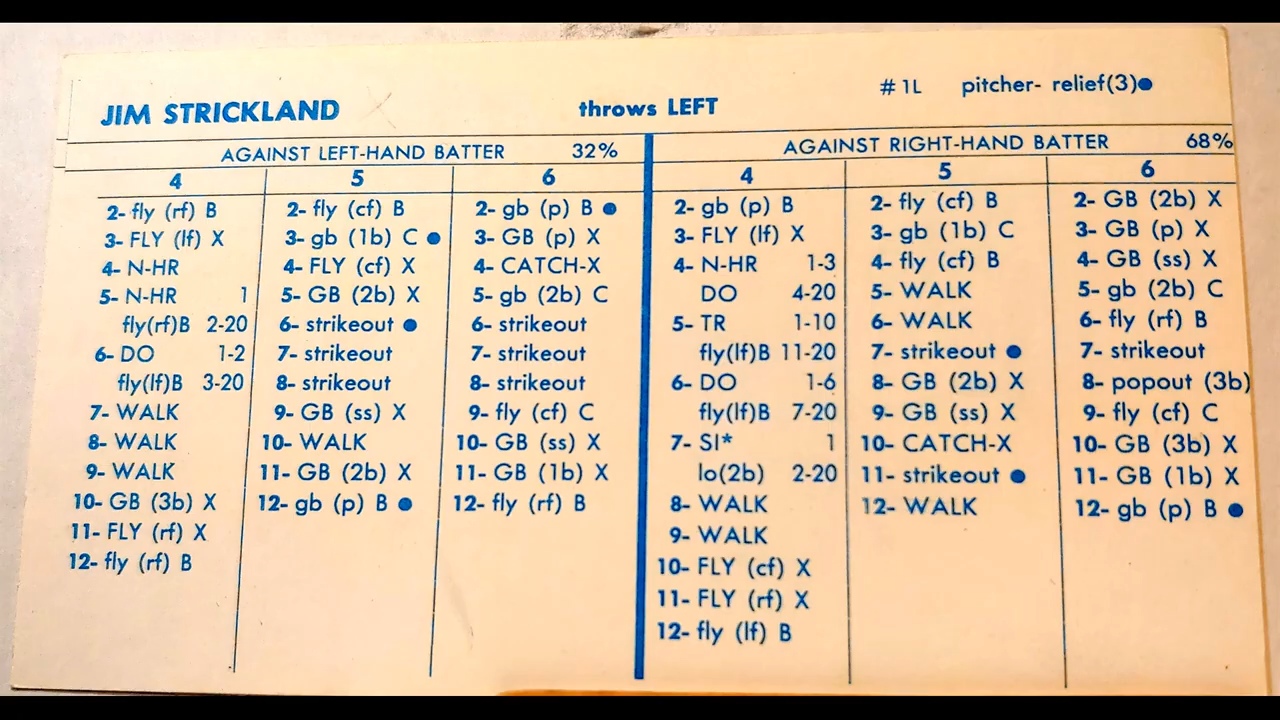 JIM STRICKLAND throws LEFT #1L pitcher- relief(3)●
AGAINST LEFT-HAND BATTER 32%
4
2- fly (rf) B
3- FLY (lf) X
4- N-HR
5- N-HR 1
fly(rf)B 2-20
6- DO 1-2
fly(lf)B 3-20
7- WALK
8- WALK
9- WALK
10- GB (3b) X
11- FLY (rf) X
12- fly (rf) B
5
2- fly (cf) B
3- gb (1b) C ●
4- FLY (cf) X
5- GB (2b) X
6- strikeout ●
7- strikeout
8- strikeout
9- GB (ss) X
10- WALK
11- GB (2b) X
12- gb (p) B ●
6
2- gb (p) B ●
3- GB (p) X
4- CATCH-X
5- gb (2b) C
6- strikeout
7- strikeout
8- strikeout
9- fly (cf) C
10- GB (ss) X
11- GB (1b) X
12- fly (rf) B
AGAINST RIGHT-HAND BATTER 68%
4
2- gb (p) B
3- FLY (lf) X
4- N-HR 1-3
DO 4-20
5- TR 1-10
fly(lf)B 11-20
6- DO 1-6
fly(lf)B 7-20
7- SI* 1
lo(2b) 2-20
8- WALK
9- WALK
10- FLY (cf) X
11- FLY (rf) X
12- fly (lf) B
5
2- fly (cf) B
3- gb (1b) C
4- fly (cf) B
5- WALK
6- WALK
7- strikeout ●
8- GB (2b) X
9- GB (ss) X
10- CATCH-X
11- strikeout ●
12- WALK
6
2- GB (2b) X
3- GB (p) X
4- GB (ss) X
5- gb (2b) C
6- fly (rf) B
7- strikeout
8- popout (3b)
9- fly (cf) C
10- GB (3b) X
11- GB (1b) X
12- gb (p) B ●